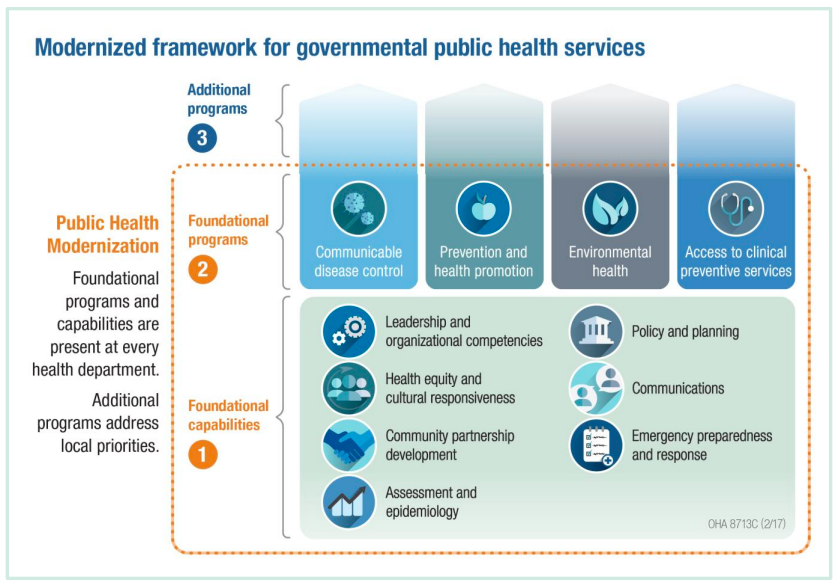 Modernized framework for governmental public health services
Additional
programs
3
Public Health
Modernization
Foundational
programs and
capabilities are
present at every
health department.
Additional
programs address
local priorities.
Foundational
programs
2
Communicable
disease control
Prevention and
health promotion
Environmental
health
Access to clinical
preventive services
Foundational
capabilities
1
Leadership and
organizational competencies
Health equity and
cultural responsiveness
Community partnership
development
Assessment and
epidemiology
Policy and planning
Communications
Emergency preparedness
and response
OHA 8713C (2/17)